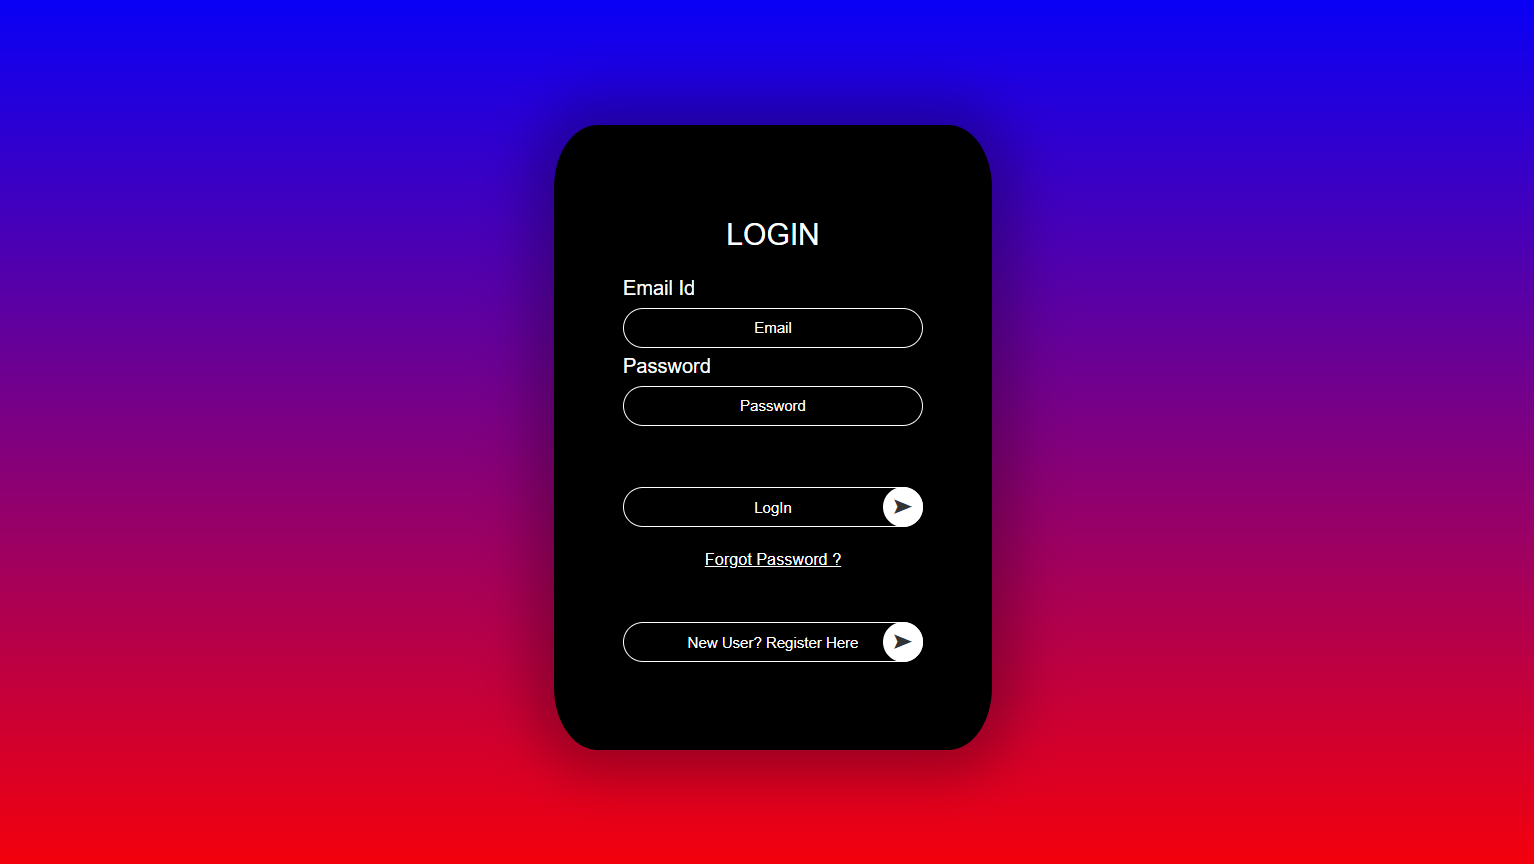 LOGIN
Email Id
Email
Password
Password
LogIn
Forgot Password ?
New User? Register Here